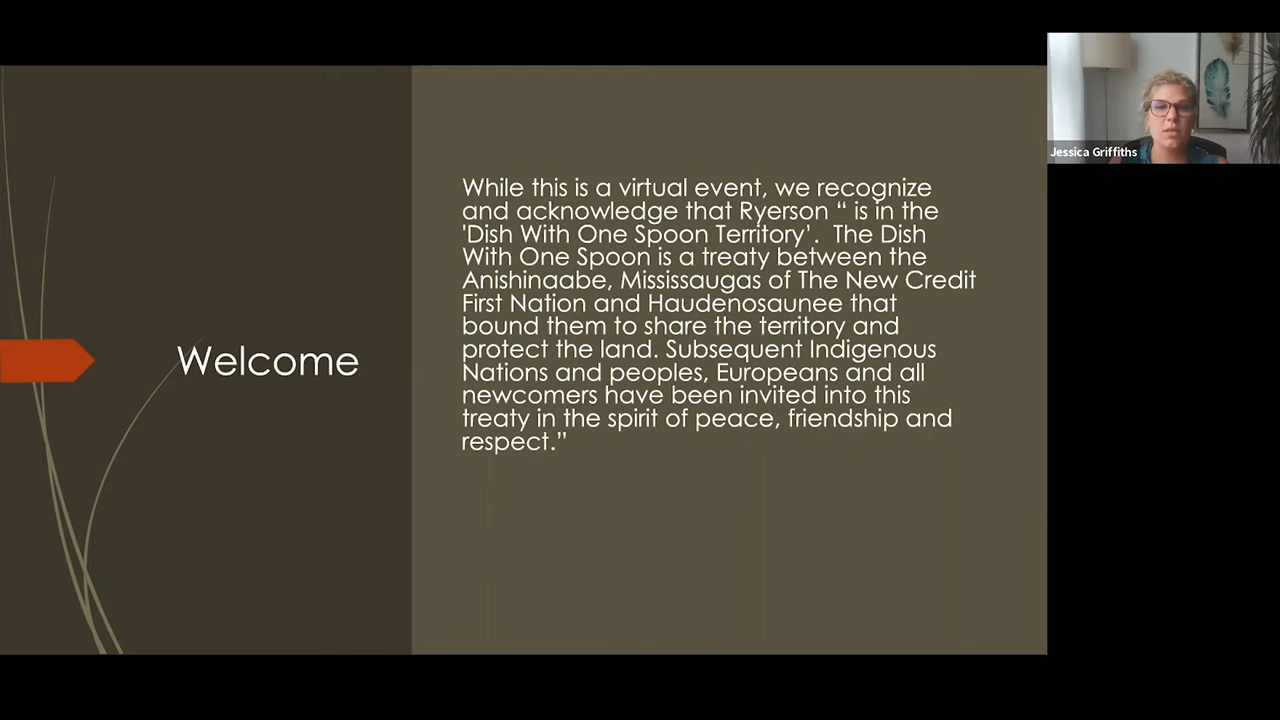 Welcome
While this is a virtual event, we recognize
and acknowledge that Ryerson “ is in the
'Dish With One Spoon Territory’.  The Dish
With One Spoon is a treaty between the
Anishinaabe, Mississaugas of The New Credit
First Nation and Haudenosaunee that
bound them to share the territory and
protect the land. Subsequent Indigenous
Nations and peoples, Europeans and all
newcomers have been invited into this
treaty in the spirit of peace, friendship and
respect.”
Jessica Griffiths